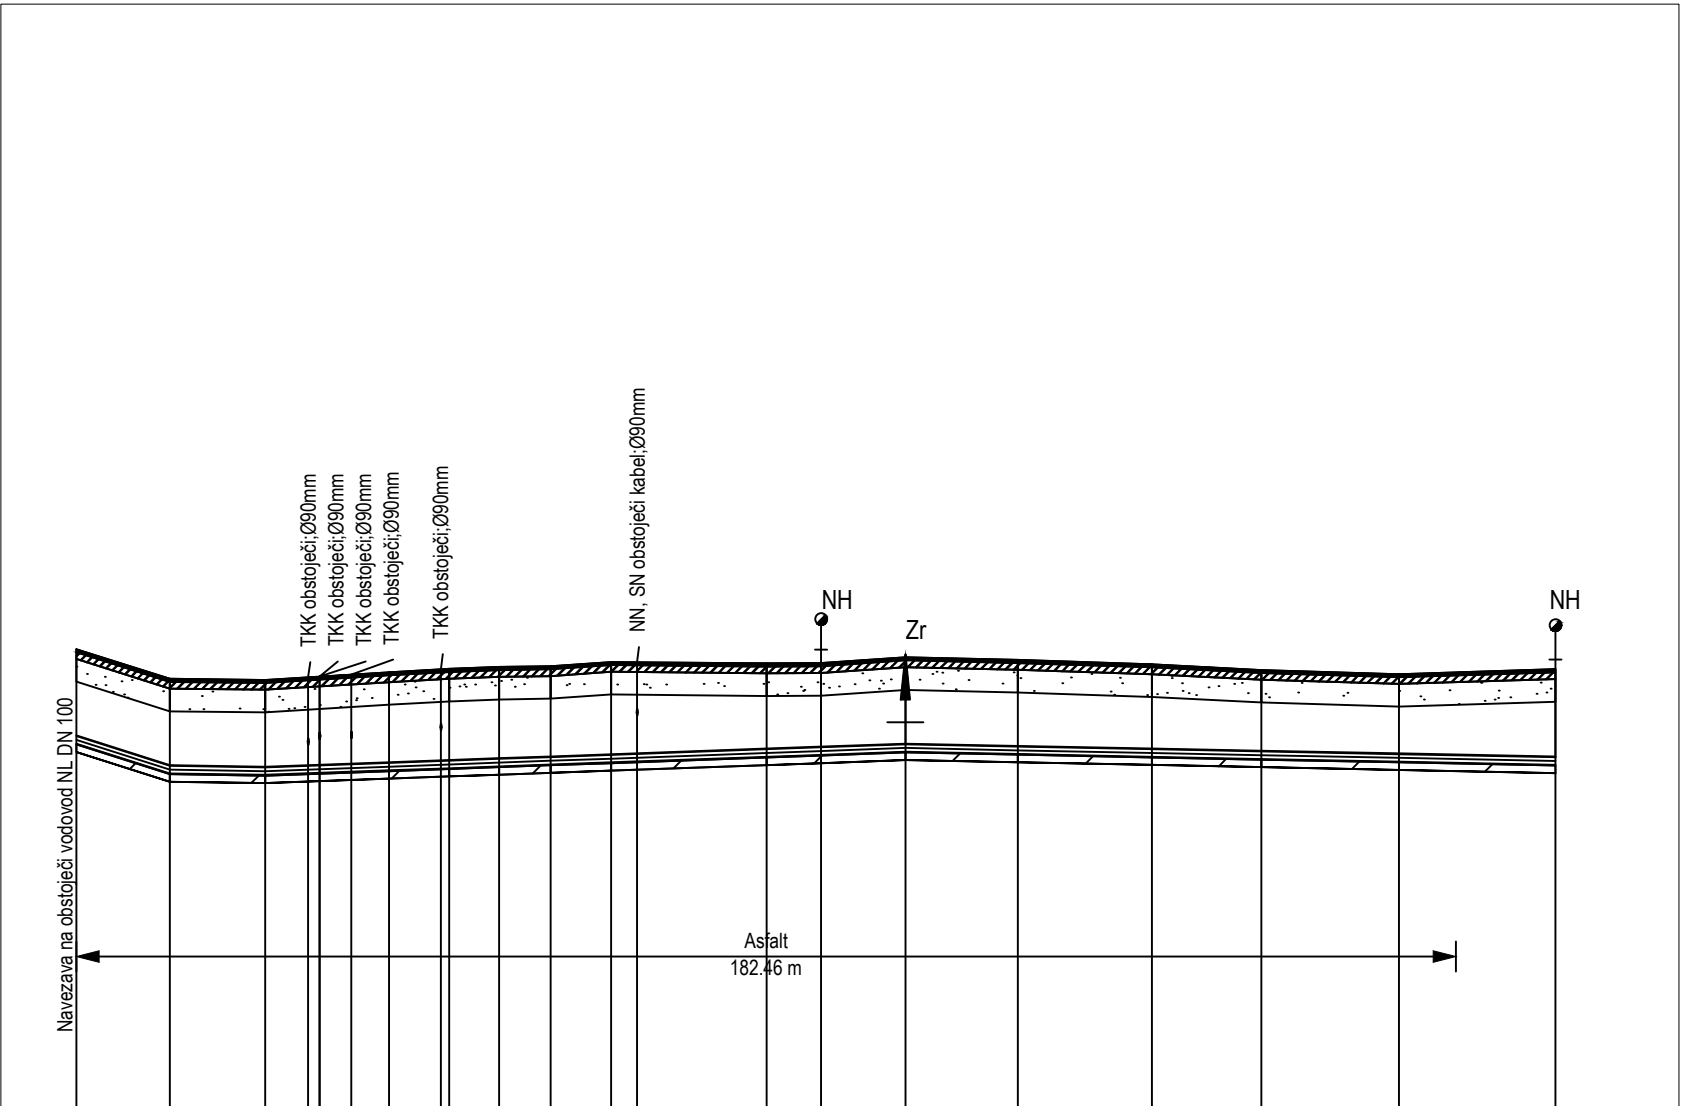 TKK obstoječi;Ø90mm
TKK obstoječi;Ø90mm
TKK obstoječi;Ø90mm
TKK obstoječi;Ø90mm
TKK obstoječi;Ø90mm
NN, SN obstoječi kabel;Ø90mm
NH
Zr
NH
Navezava na obstoječi vodovod NL DN 100
Asfalt
182.46 m